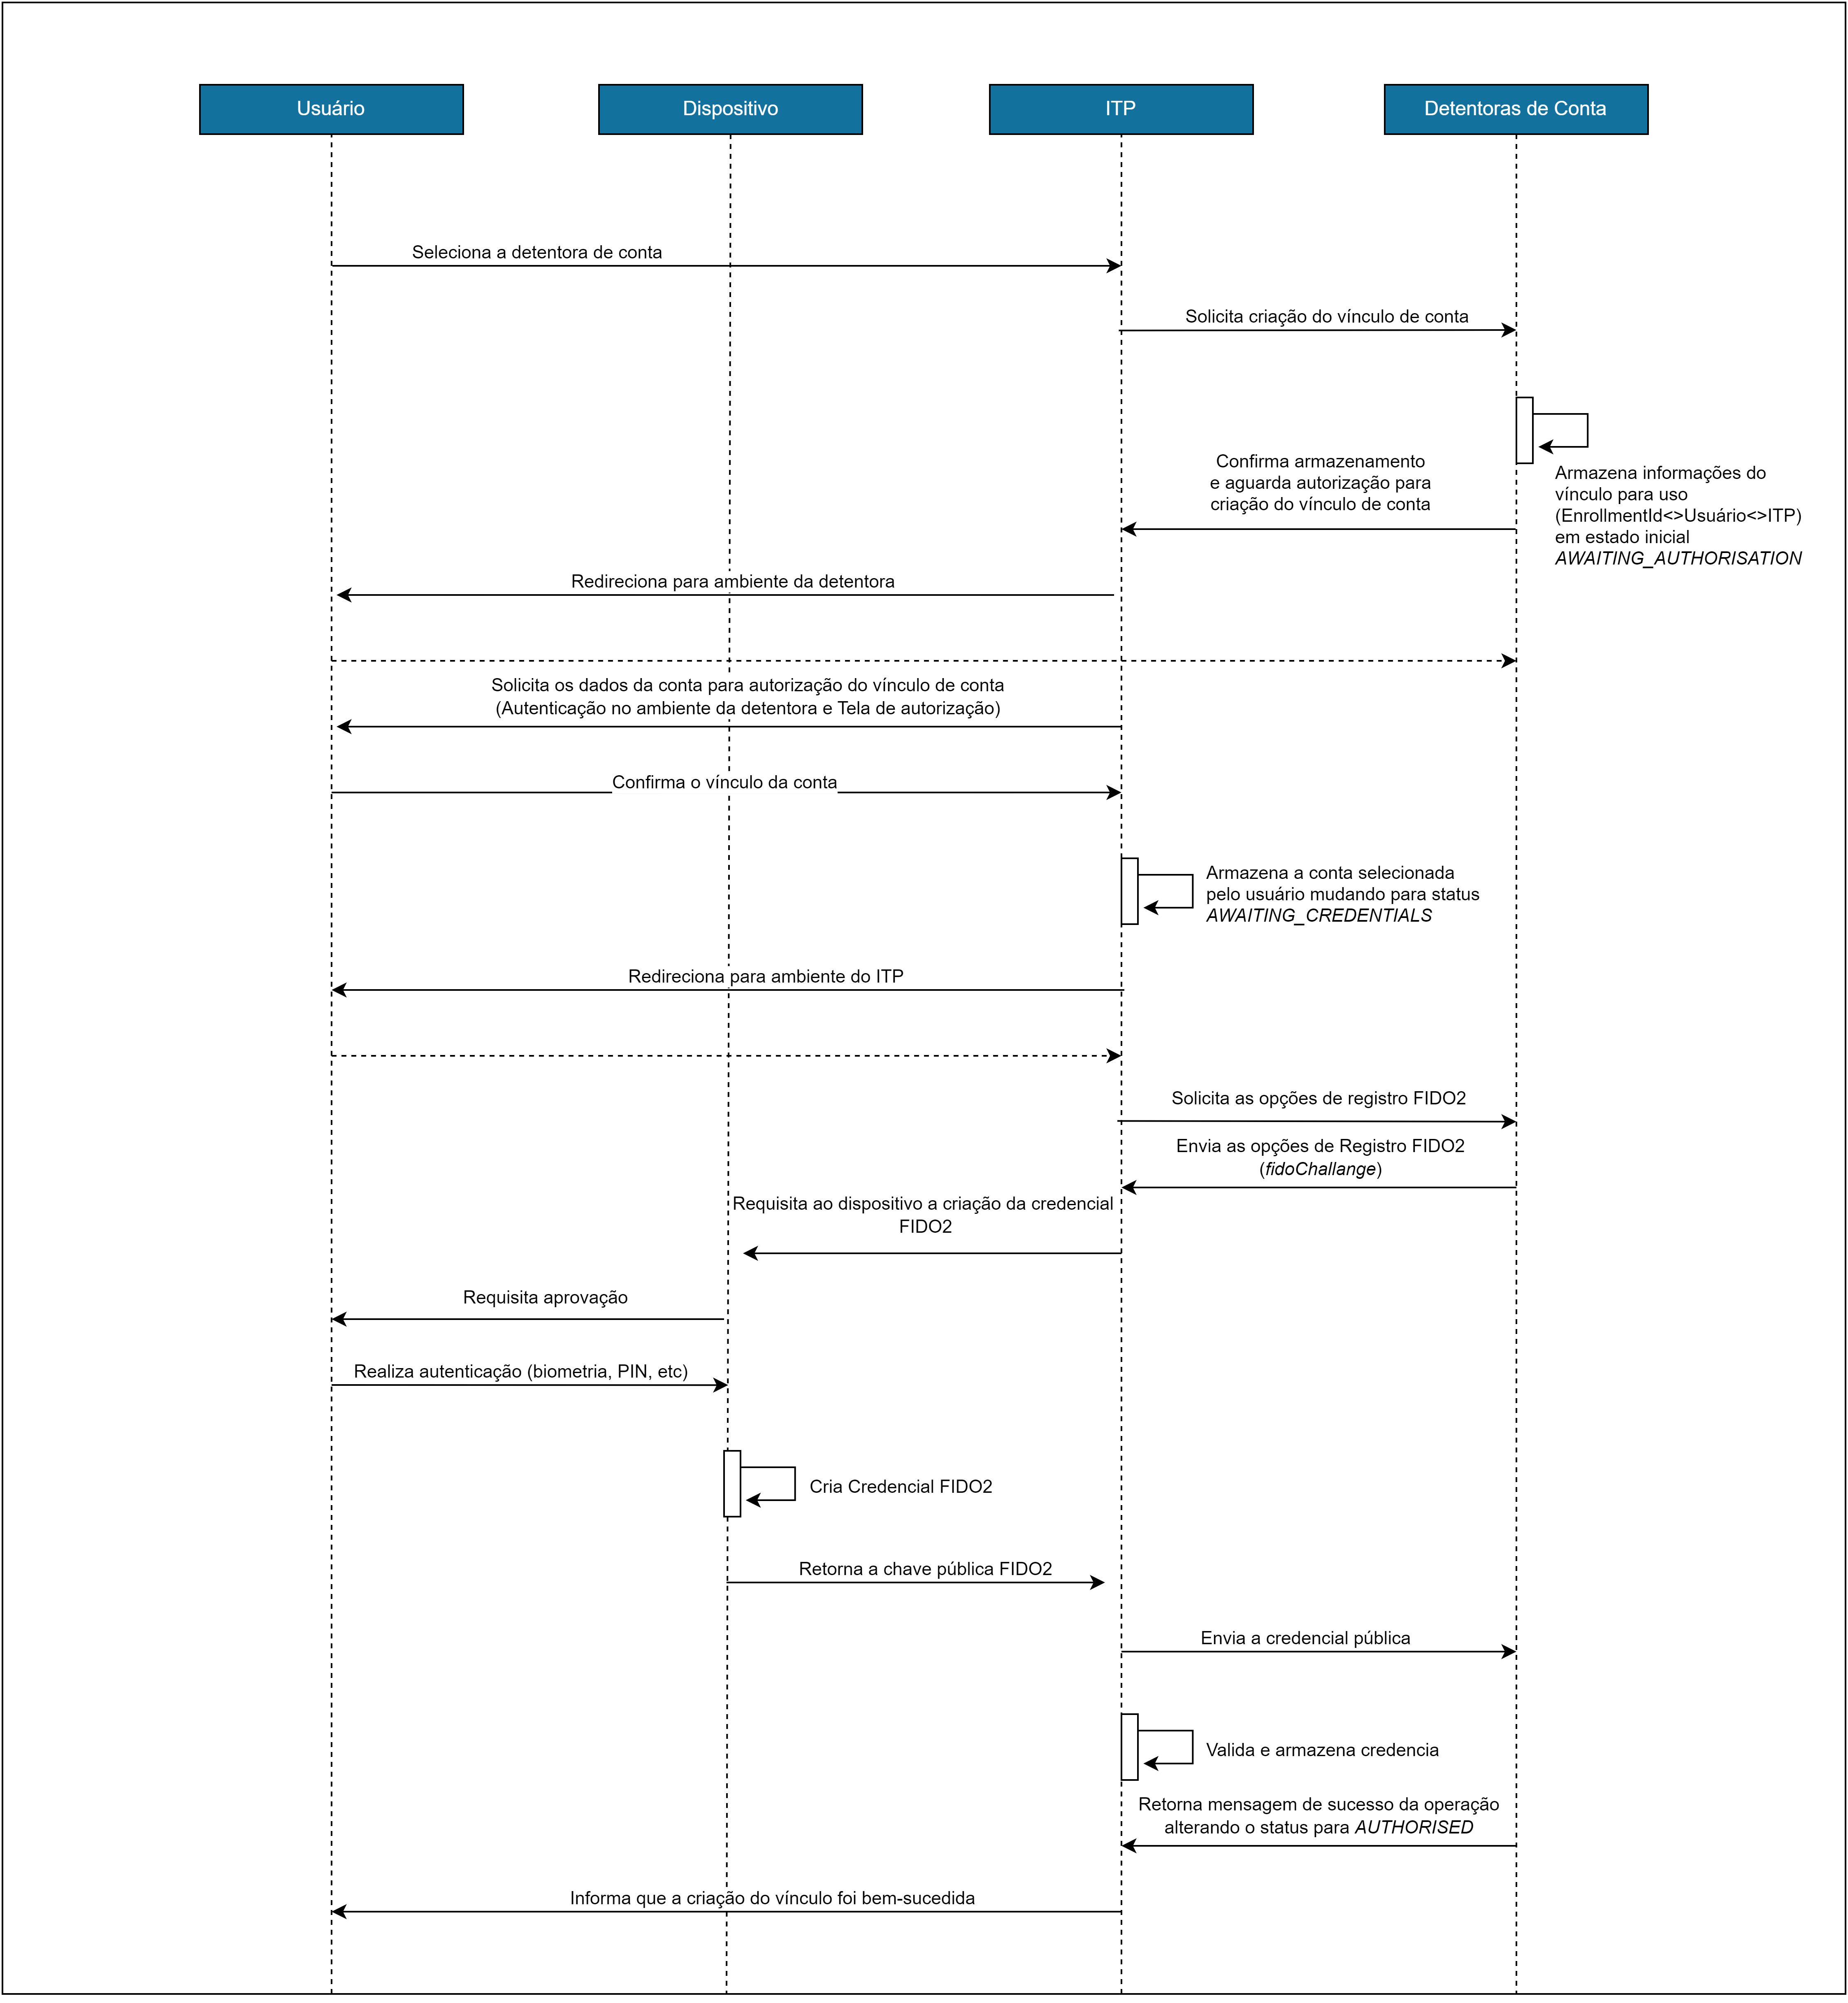 Usuário
Dispositivo
ITP
Detentoras de Conta
Seleciona a detentora de conta
Solicita criação do vínculo de conta
Confirma armazenamento
e aguarda autorização para
criação do vínculo de conta
Armazena informações do
vínculo para uso
(EnrollmentId<>Usuário<>ITP)
em estado inicial
AWAITING_AUTHORISATION
Redireciona para ambiente da detentora
Solicita os dados da conta para autorização do vínculo de conta
(Autenticação no ambiente da detentora e Tela de autorização)
Confirma o vínculo da conta
Armazena a conta selecionada
pelo usuário mudando para status
AWAITING_CREDENTIALS
Redireciona para ambiente do ITP
Solicita as opções de registro FIDO2
Envia as opções de Registro FIDO2
(fidoChallange)
Requisita ao dispositivo a criação da credencial
FIDO2
Requisita aprovação
Realiza autenticação (biometria, PIN, etc)
Cria Credencial FIDO2
Retorna a chave pública FIDO2
Envia a credencial pública
Valida e armazena credencia
Retorna mensagem de sucesso da operação
alterando o status para AUTHORISED
Informa que a criação do vínculo foi bem-sucedida